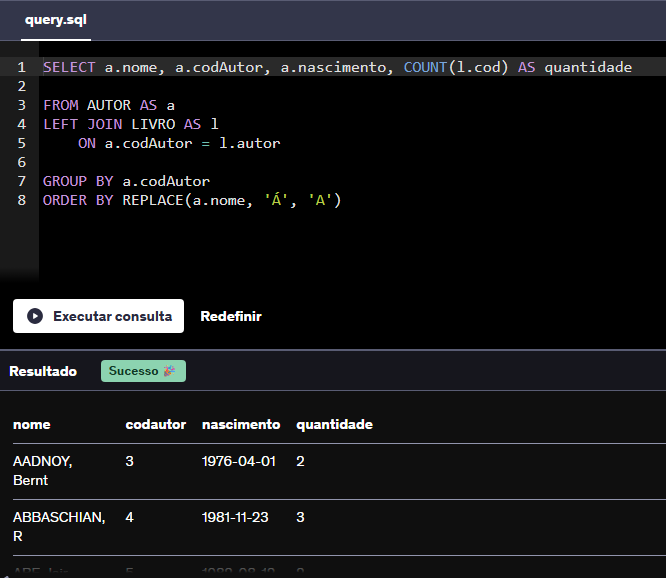 query.sql
1 SELECT a.nome, a.codAutor, a.nascimento, COUNT(l.cod) AS quantidade
2
3 FROM AUTOR AS a
4 LEFT JOIN LIVRO AS l
5     ON a.codAutor = l.autor
6
7 GROUP BY a.codAutor
8 ORDER BY REPLACE(a.nome, 'Á', 'A')
Executar consulta Redefinir
Resultado Sucesso 🎉
nome codautor nascimento quantidade
AADNOY, 3 1976-04-01 2
Bernt
ABBASCHIAN, 4 1981-11-23 3
R